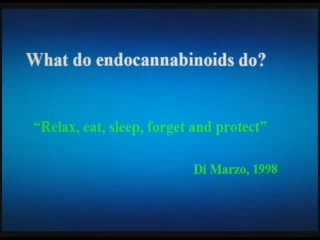 What do endocannabinoids do?
“Relax, eat, sleep, forget and protect”
Di Marzo, 1998